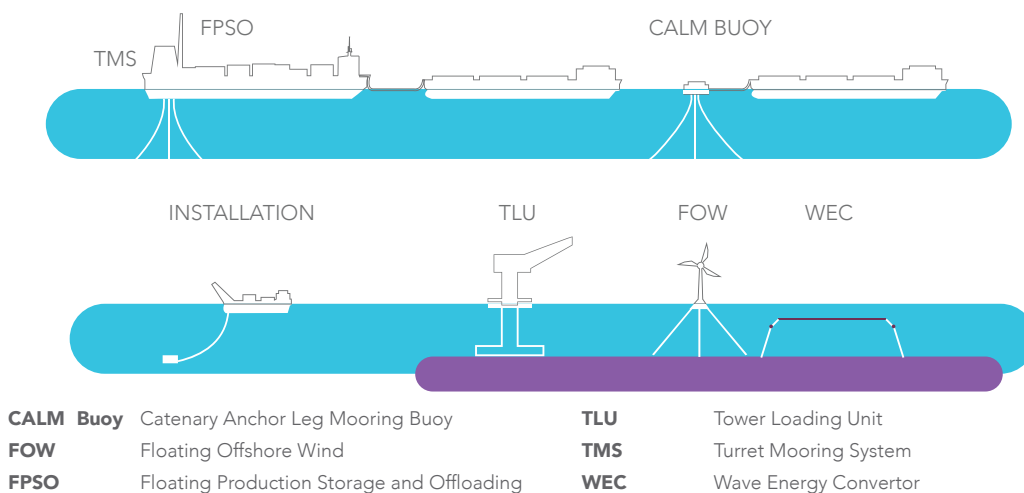 FPSO
CALM BUOY
TMS
INSTALLATION
TLU
FOW
WEC
CALM Buoy Catenary Anchor Leg Mooring Buoy
TLU Tower Loading Unit
FOW Floating Offshore Wind
TMS Turret Mooring System
FPSO Floating Production Storage and Offloading
WEC Wave Energy Convertor